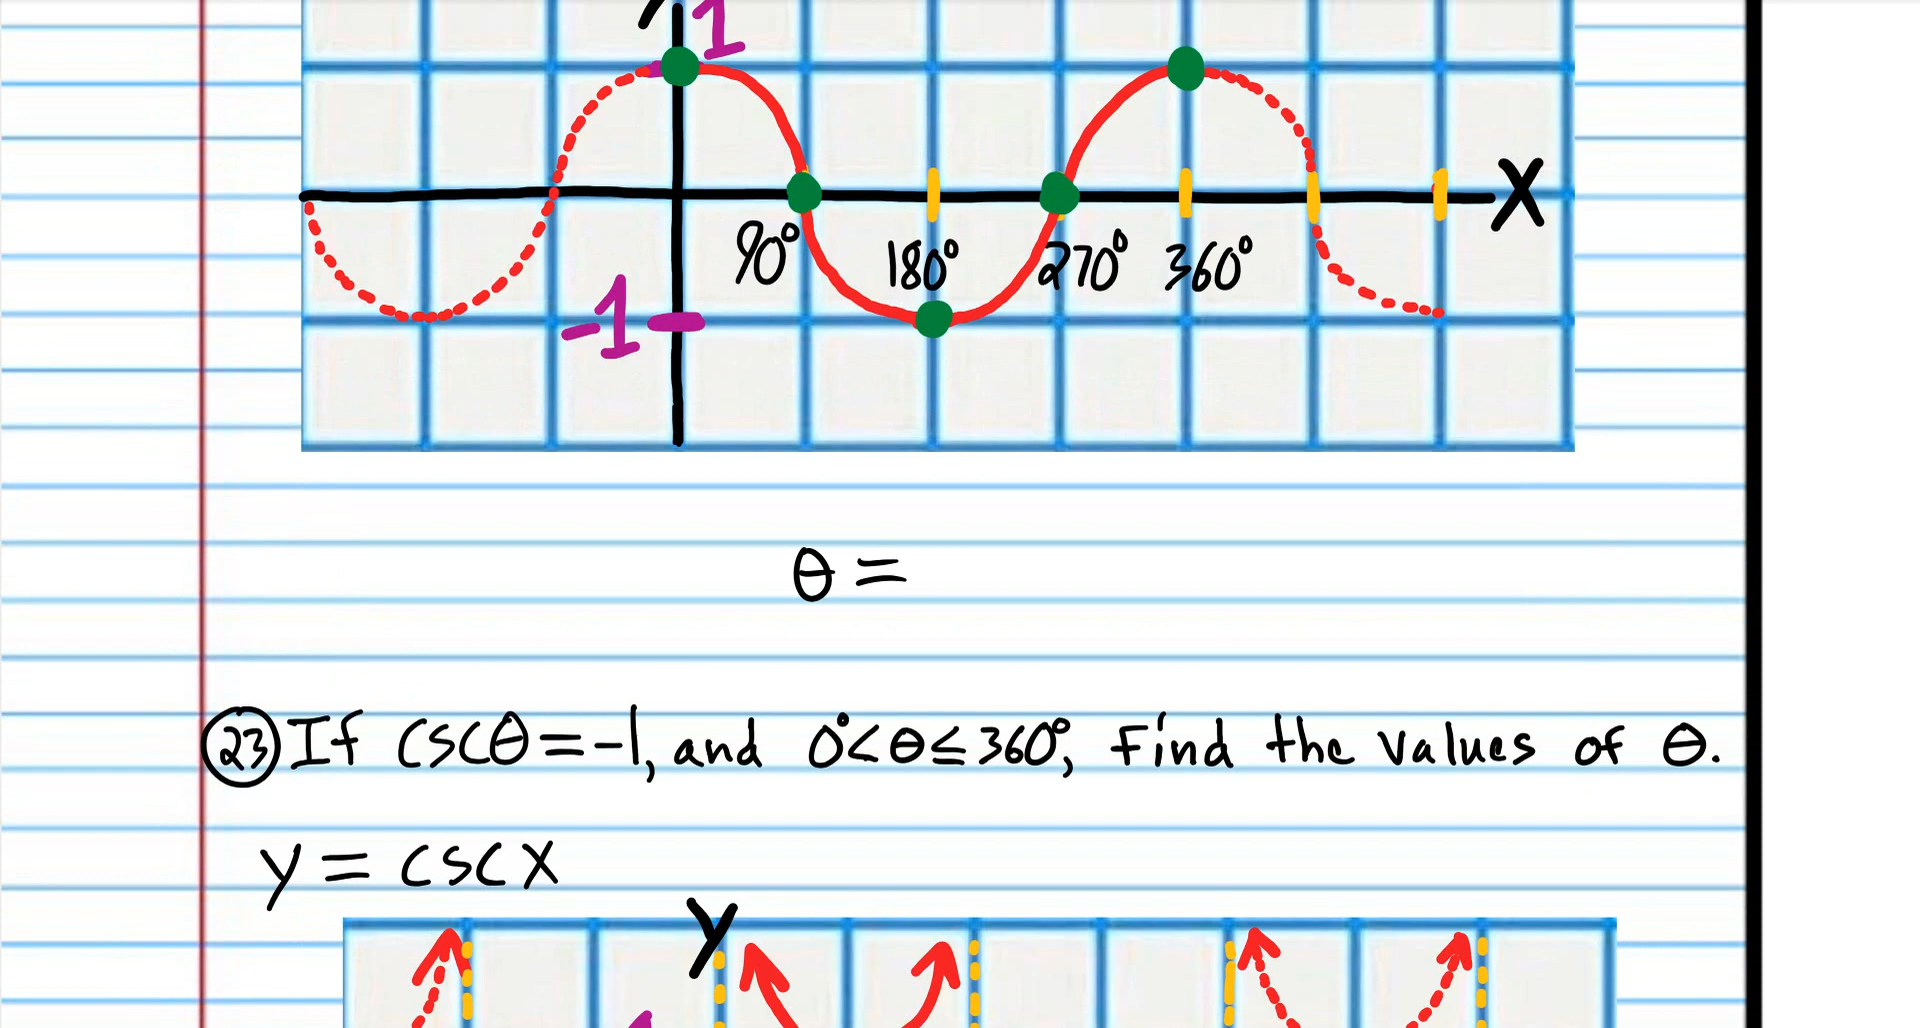 1
X
90° 180° 270° 360°
-1
θ =
23 If cscθ=-1, and 0°<θ≤360°, Find the values of θ.
y = cscx
y